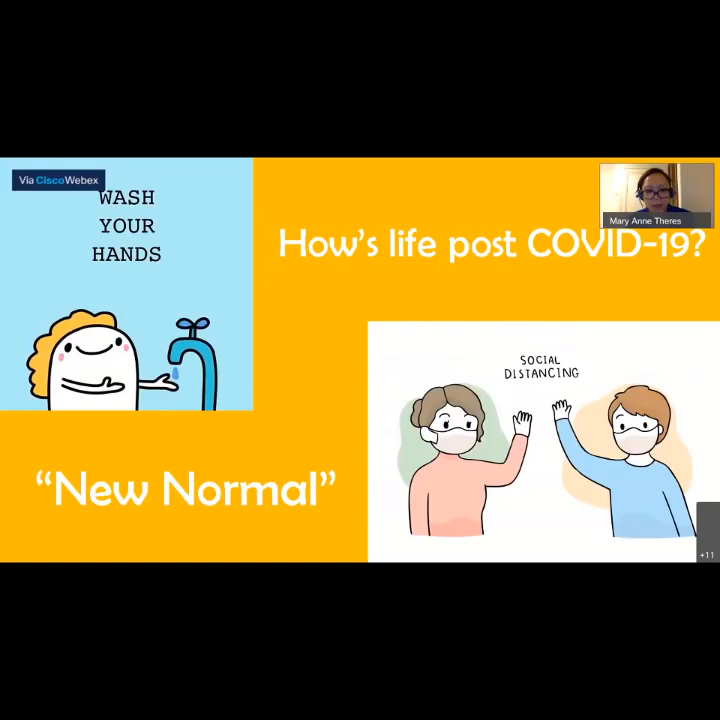 Via CiscoWebex
WASH
YOUR
HANDS
Mary Anne Theres
How's life post COVID-19?
SOCIAL
DISTANCING
“New Normal”
+11